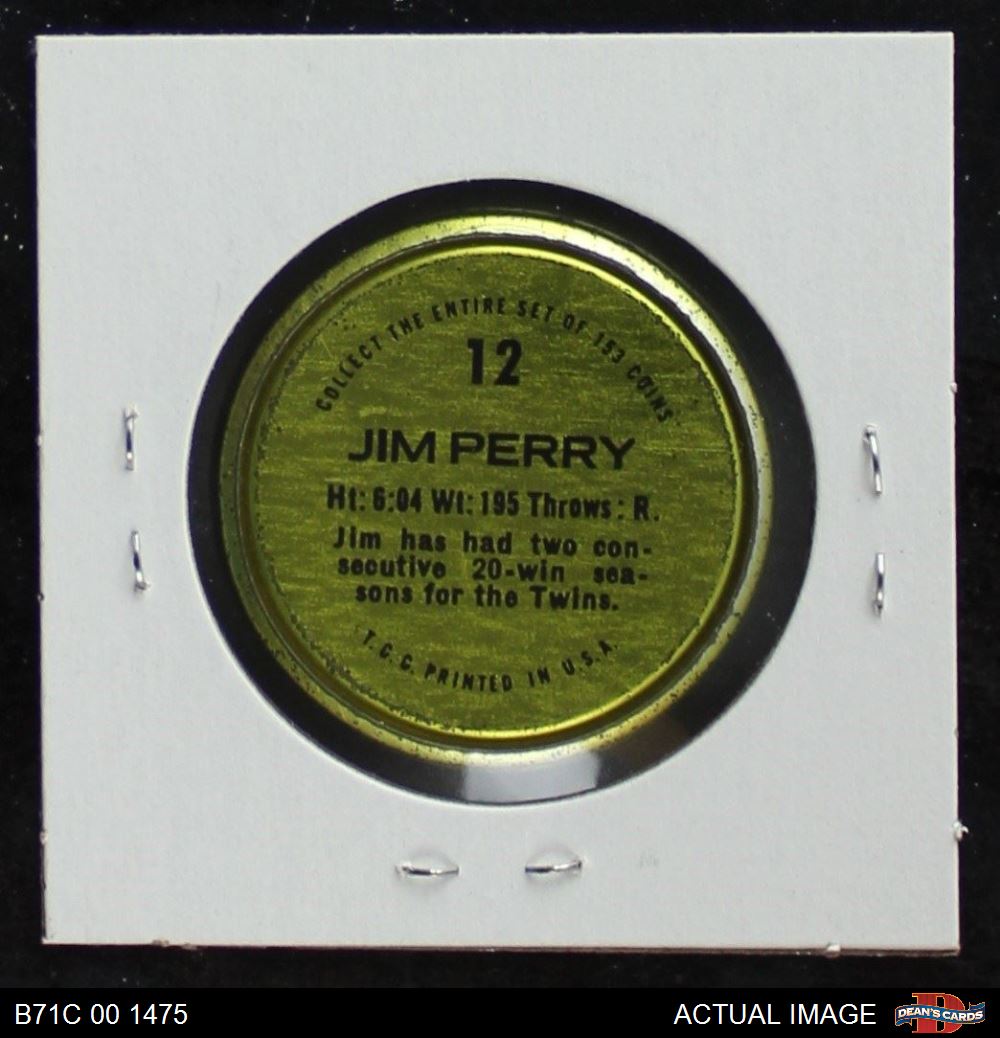 COLLECT THE ENTIRE SET OF 153 COINS
12
JIM PERRY
Ht: 6:04 Wt: 195 Throws: R.
Jim has had two con-
secutive 20-win sea-
sons for the Twins.
T.C.C. PRINTED IN U.S.A.
B71C 00 1475
ACTUAL IMAGE
DEAN'S CARDS